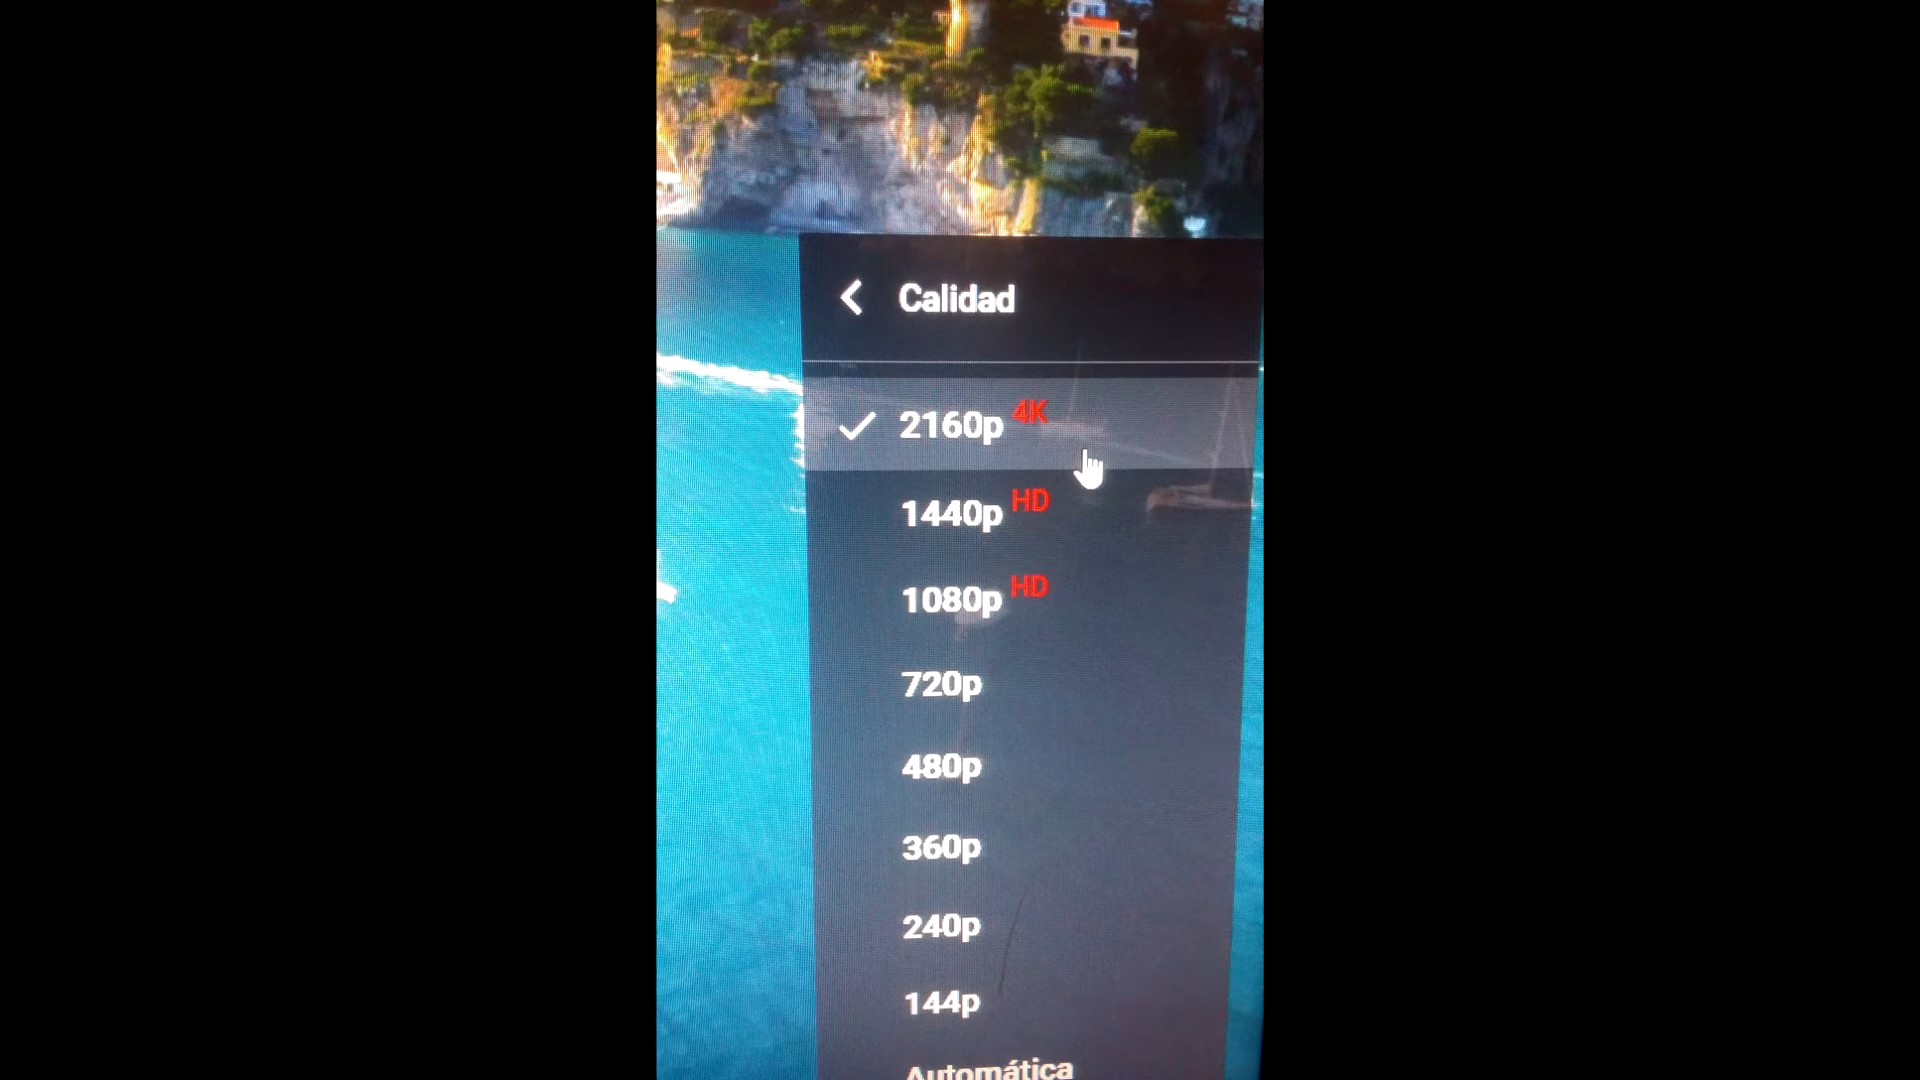 Calidad
2160p 4K
1440p HD
1080p HD
720p
480p
360p
240p
144p
Automática